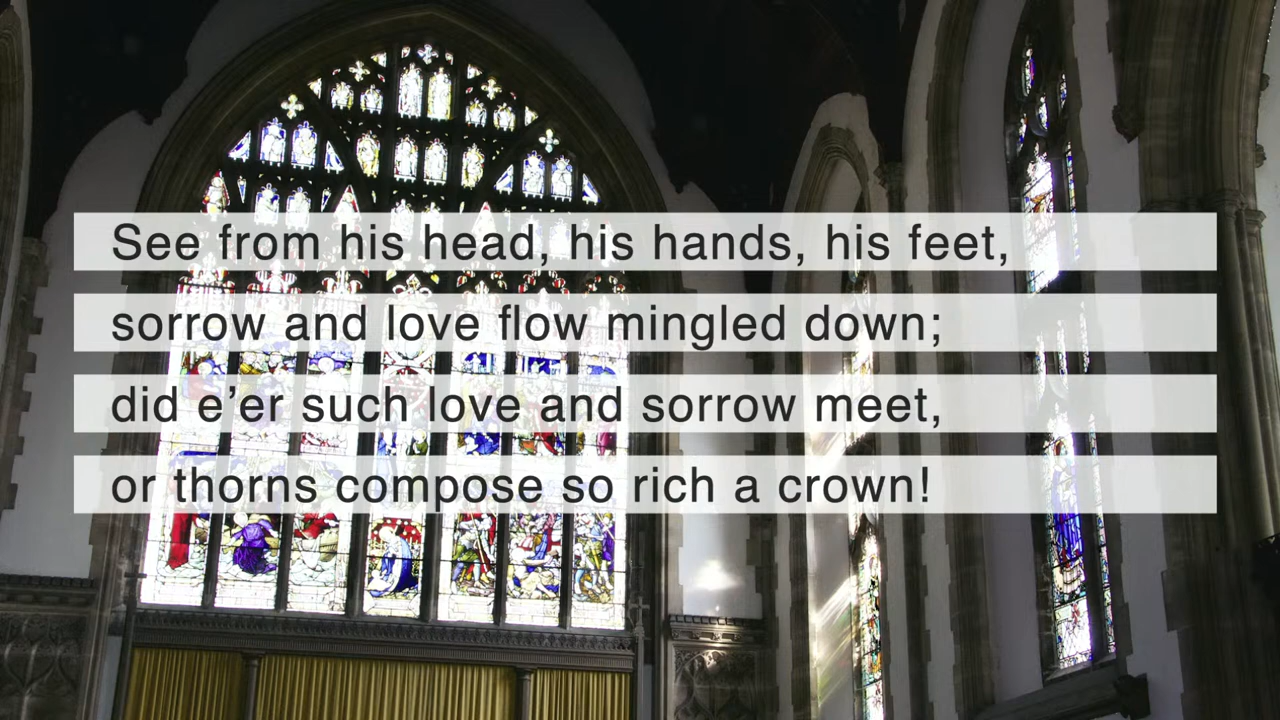 See from his head, his hands, his feet,
sorrow and love flow mingled down;
did e’er such love and sorrow meet,
or thorns compose so rich a crown!